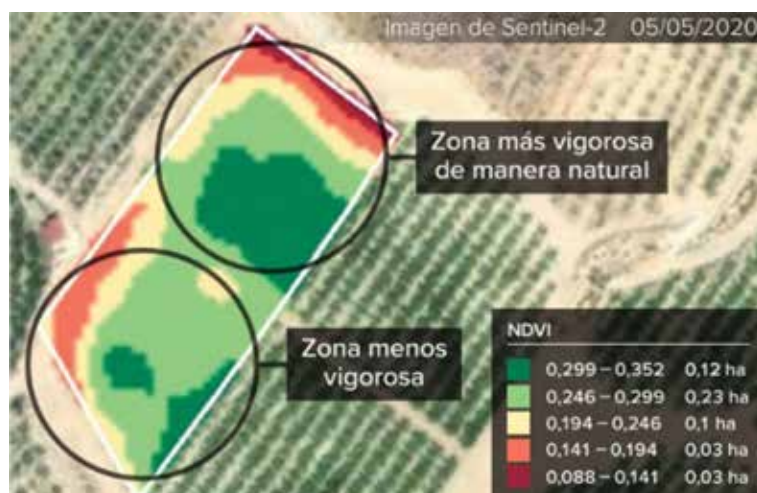 Imagen de Sentinel-2 05/05/2020
Zona más vigorosa
de manera natural
Zona menos
vigorosa
NDVI
0,299 – 0,352 0,12 ha
0,246 – 0,299 0,23 ha
0,194 – 0,246 0,1 ha
0,141 – 0,194 0,03 ha
0,088 – 0,141 0,03 ha